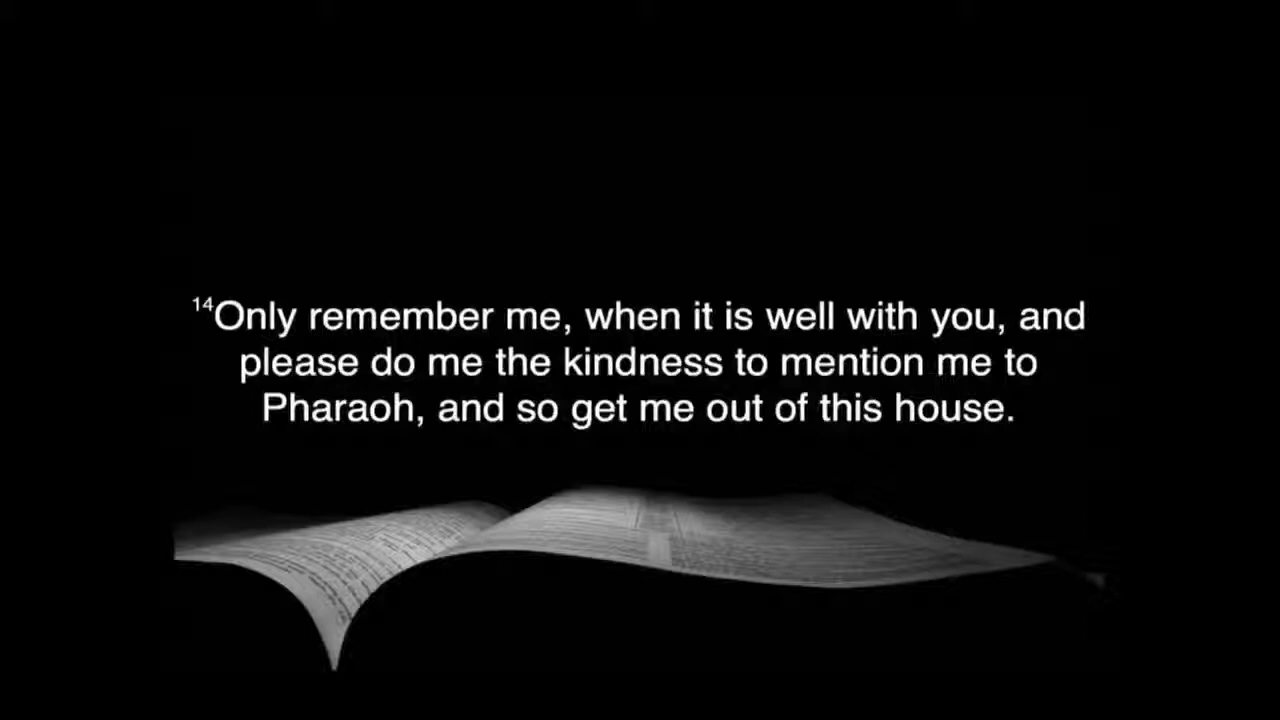 ¹⁴Only remember me, when it is well with you, and
please do me the kindness to mention me to
Pharaoh, and so get me out of this house.